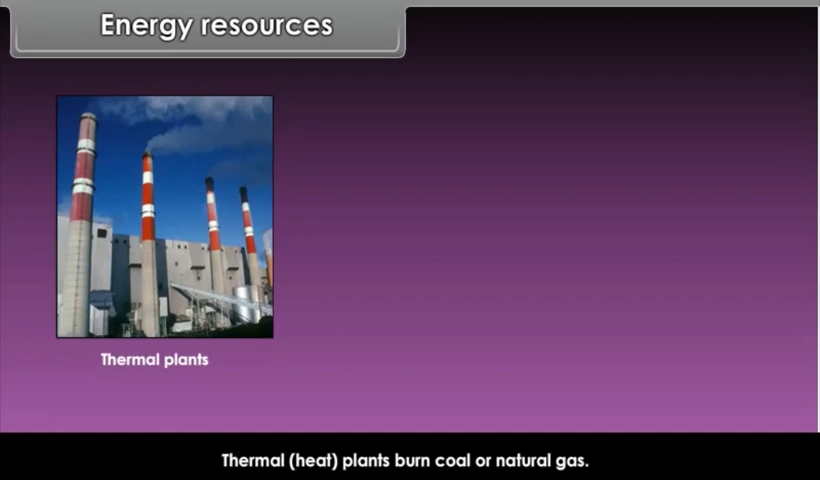 Energy resources
Thermal plants
Thermal (heat) plants burn coal or natural gas.